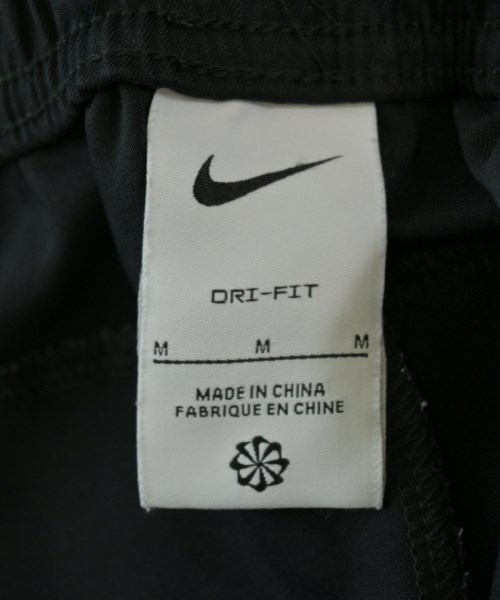 DRI-FIT
M M M
MADE IN CHINA
FABRIQUE EN CHINE